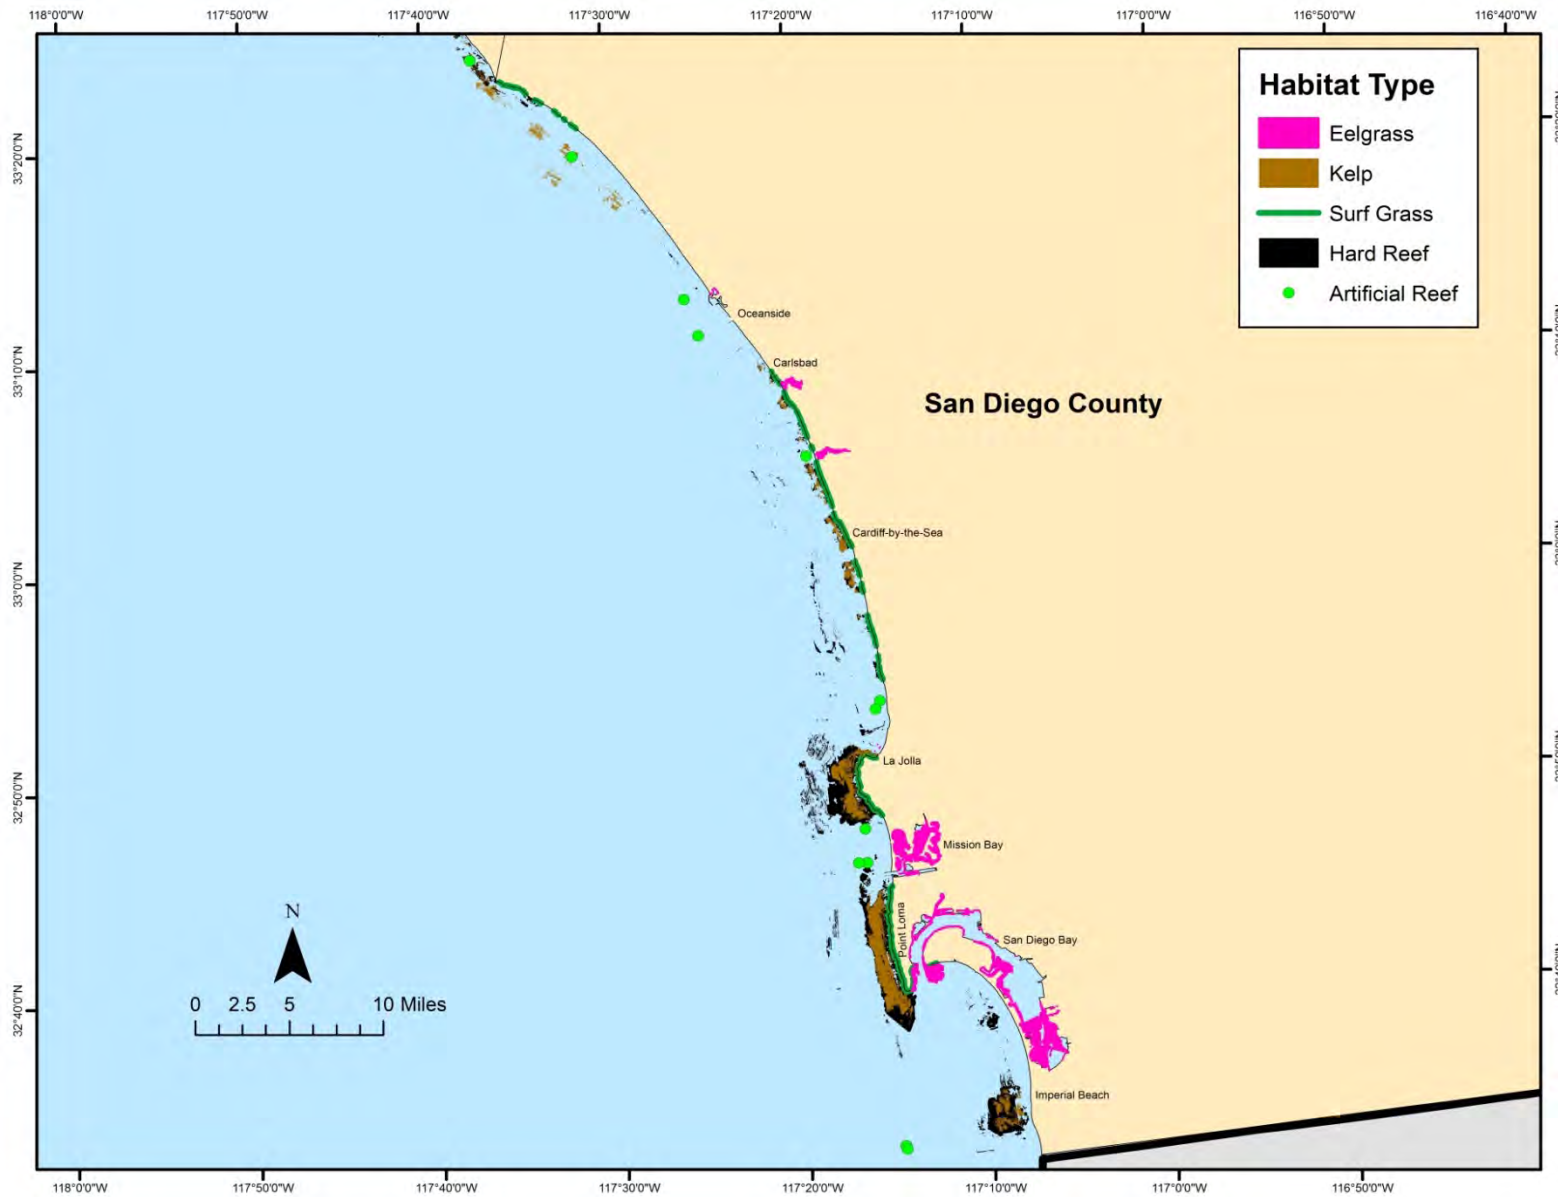 118°0'0"W
117°50'0"W
117°40'0"W
117°30'0"W
117°20'0"W
117°10'0"W
117°0'0"W
116°50'0"W
116°40'0"W
Habitat Type
Eelgrass
Kelp
Surf Grass
Hard Reef
Artificial Reef
33°20'0"N
Oceanside
Carlsbad
33°10'0"N
San Diego County
Cardiff-by-the-Sea
33°0'0"N
La Jolla
32°50'0"N
Mission Bay
Point Loma
San Diego Bay
N
0 2.5 5 10 Miles
32°40'0"N
Imperial Beach
118°0'0"W
117°50'0"W
117°40'0"W
117°30'0"W
117°20'0"W
117°10'0"W
117°0'0"W
116°50'0"W